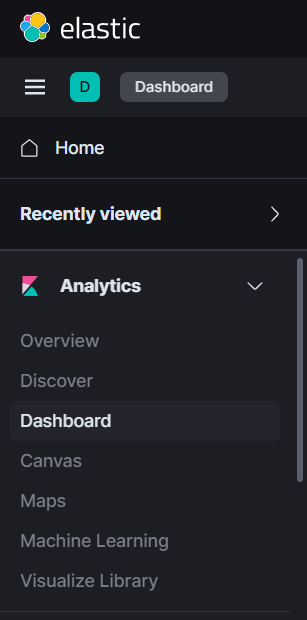 elastic
D Dashboard
Home
Recently viewed
Analytics
Overview
Discover
Dashboard
Canvas
Maps
Machine Learning
Visualize Library